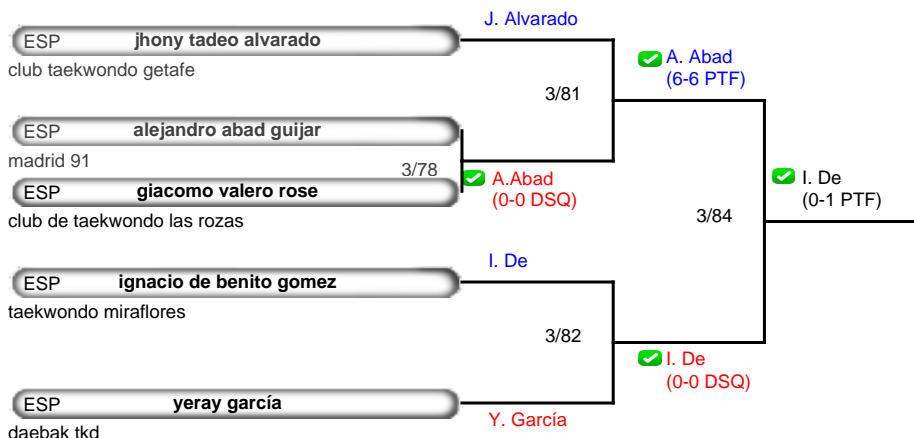 J. Alvarado
ESP jhony tadeo alvarado
club taekwondo getafe
A. Abad
(6-6 PTF)
3/81
ESP alejandro abad guijar
madrid 91
3/78
A.Abad
(0-0 DSQ)
ESP giacomo valero rose
club de taekwondo las rozas
I. De
(0-1 PTF)
3/84
I. De
ESP ignacio de benito gomez
taekwondo miraflores
3/82
I. De
(0-0 DSQ)
ESP yeray garcía
Y. García
daebak tkd